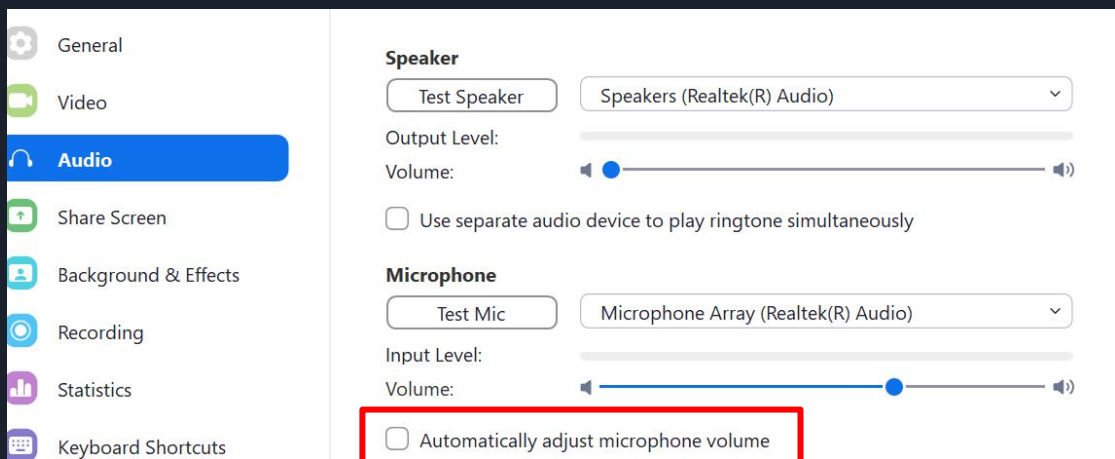 General
Video
Audio
Share Screen
Background & Effects
Recording
Statistics
Keyboard Shortcuts
Speaker
Test Speaker
Speakers (Realtek(R) Audio)
Output Level:
Volume:
Use separate audio device to play ringtone simultaneously
Microphone
Test Mic
Microphone Array (Realtek(R) Audio)
Input Level:
Volume:
Automatically adjust microphone volume